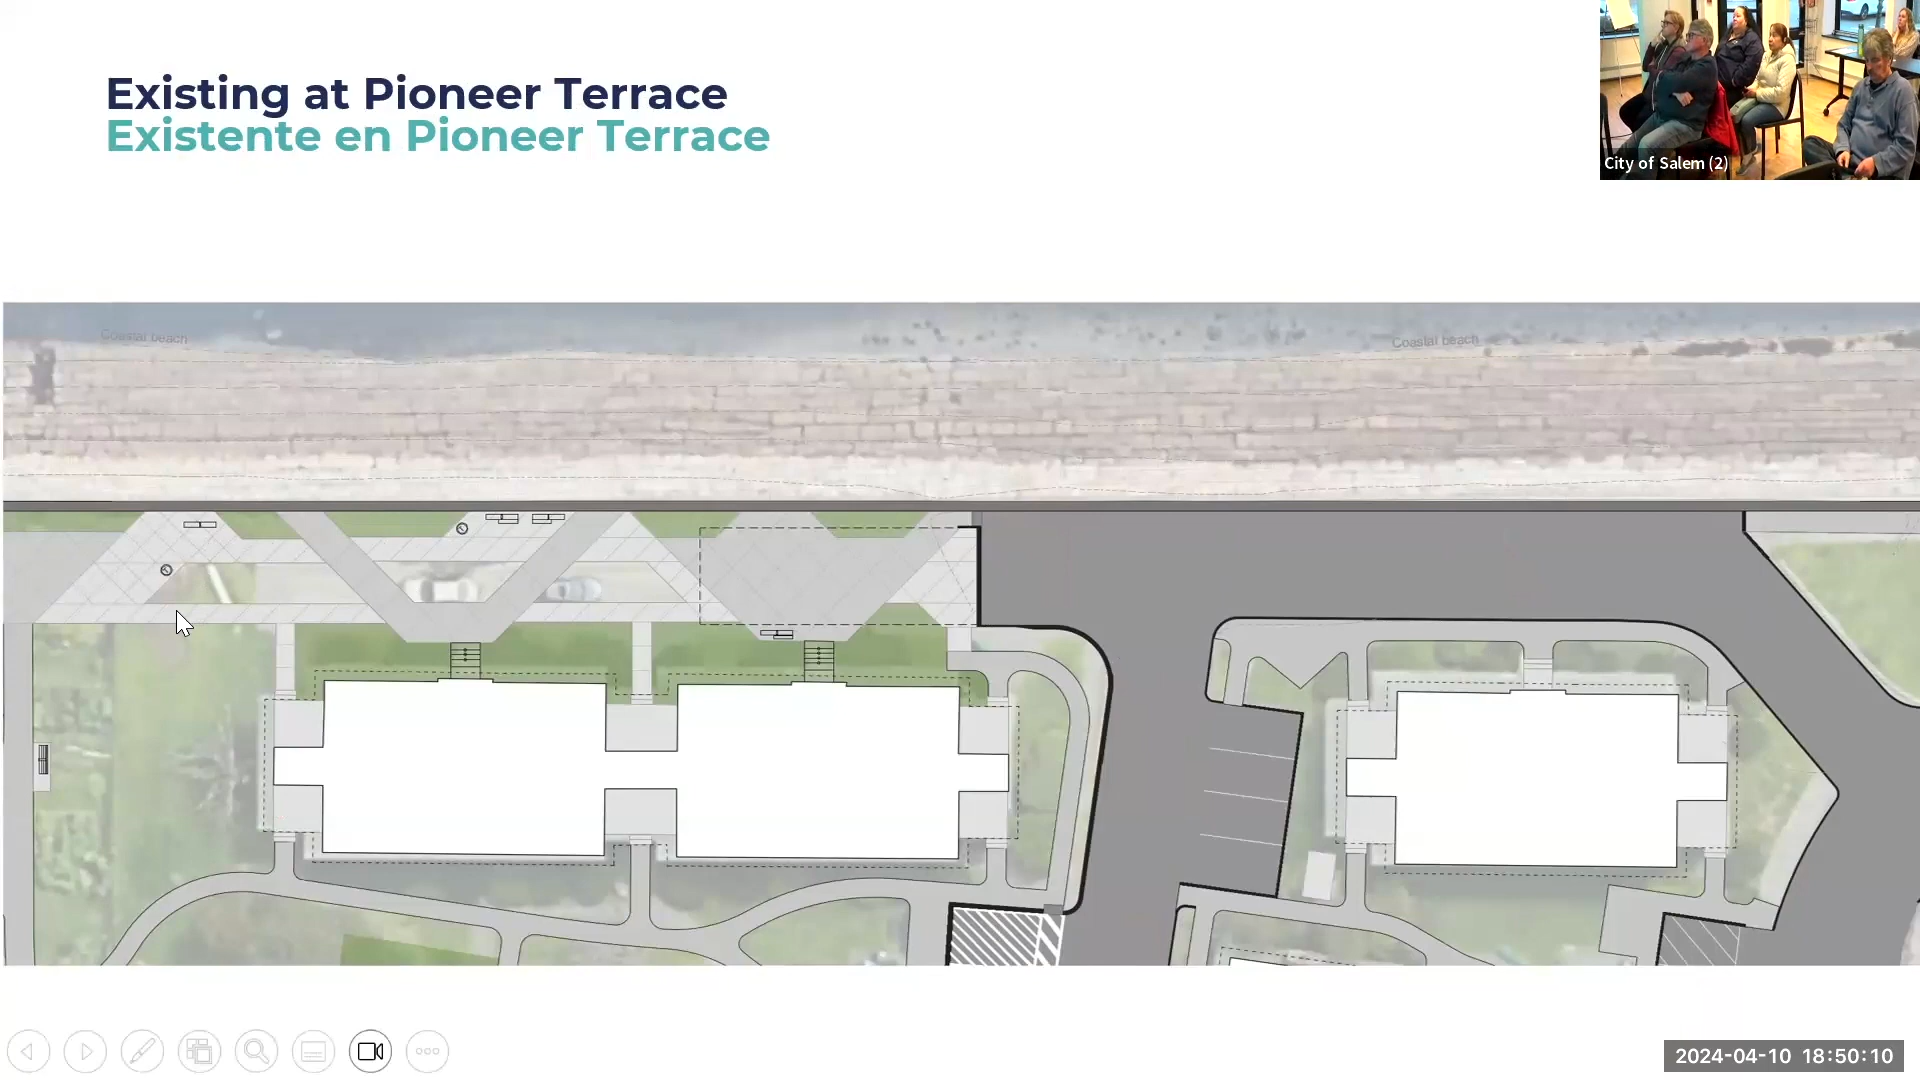 Existing at Pioneer Terrace
Existente en Pioneer Terrace
City of Salem (2)
Coastal beach
Coastal beach
2024-04-10 18:50:10